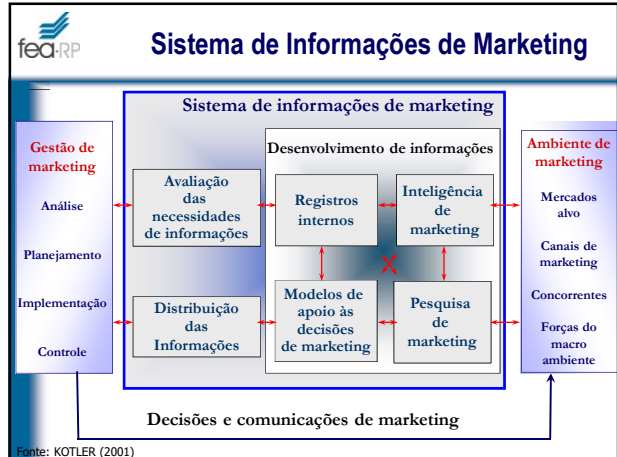 fea-RP
Sistema de Informações de Marketing
Sistema de informações de marketing
Gestão de
marketing
Análise
Planejamento
Implementação
Controle
Avaliação
das
necessidades
de informações
Distribuição
das
Informações
Desenvolvimento de informações
Registros
internos
Inteligência
de
marketing
Modelos de
apoio às
decisões
de marketing
Pesquisa
de
marketing
Ambiente de
marketing
Mercados
alvo
Canais de
marketing
Concorrentes
Forças do
macro
ambiente
Decisões e comunicações de marketing
Fonte: KOTLER (2001)